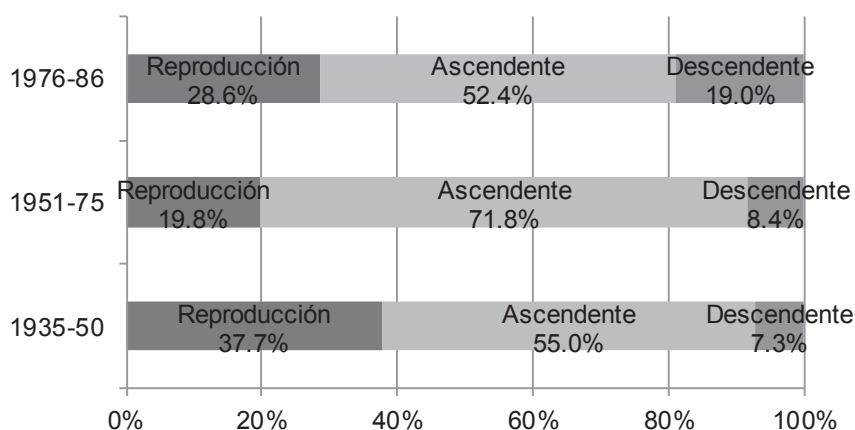 1976-86
Reproducción Ascendente Descendente
28.6% 52.4% 19.0%
1951-75
Reproducción Ascendente Descendente
19.8% 71.8% 8.4%
1935-50
Reproducción Ascendente Descendente
37.7% 55.0% 7.3%
0% 20% 40% 60% 80% 100%